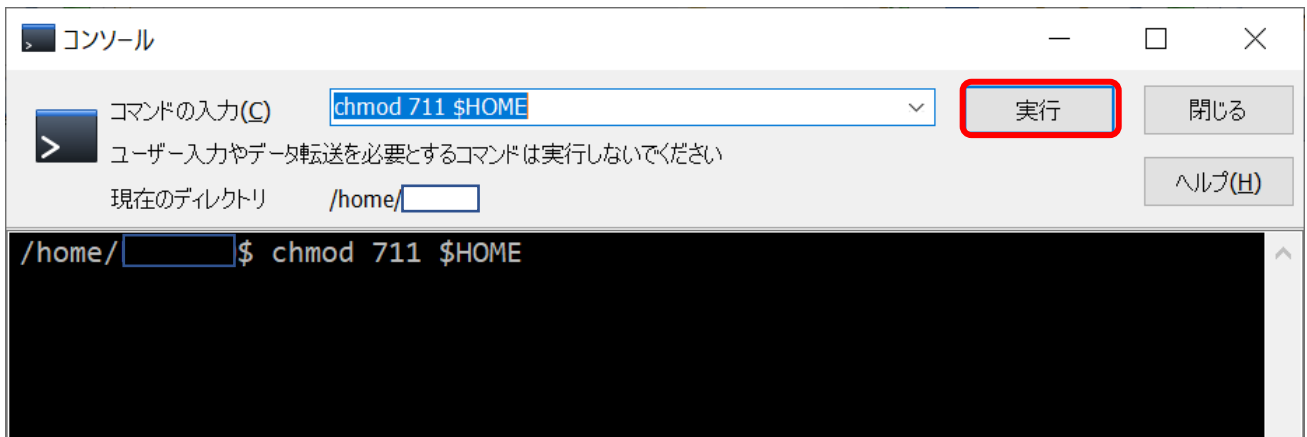 コンソール
コマンドの入力(C) chmod 711 $HOME 実行 閉じる
ユーザー入力やデータ転送を必要とするコマンドは実行しないでください
現在のディレクトリ /home/ ヘルプ(H)
/home/ $ chmod 711 $HOME